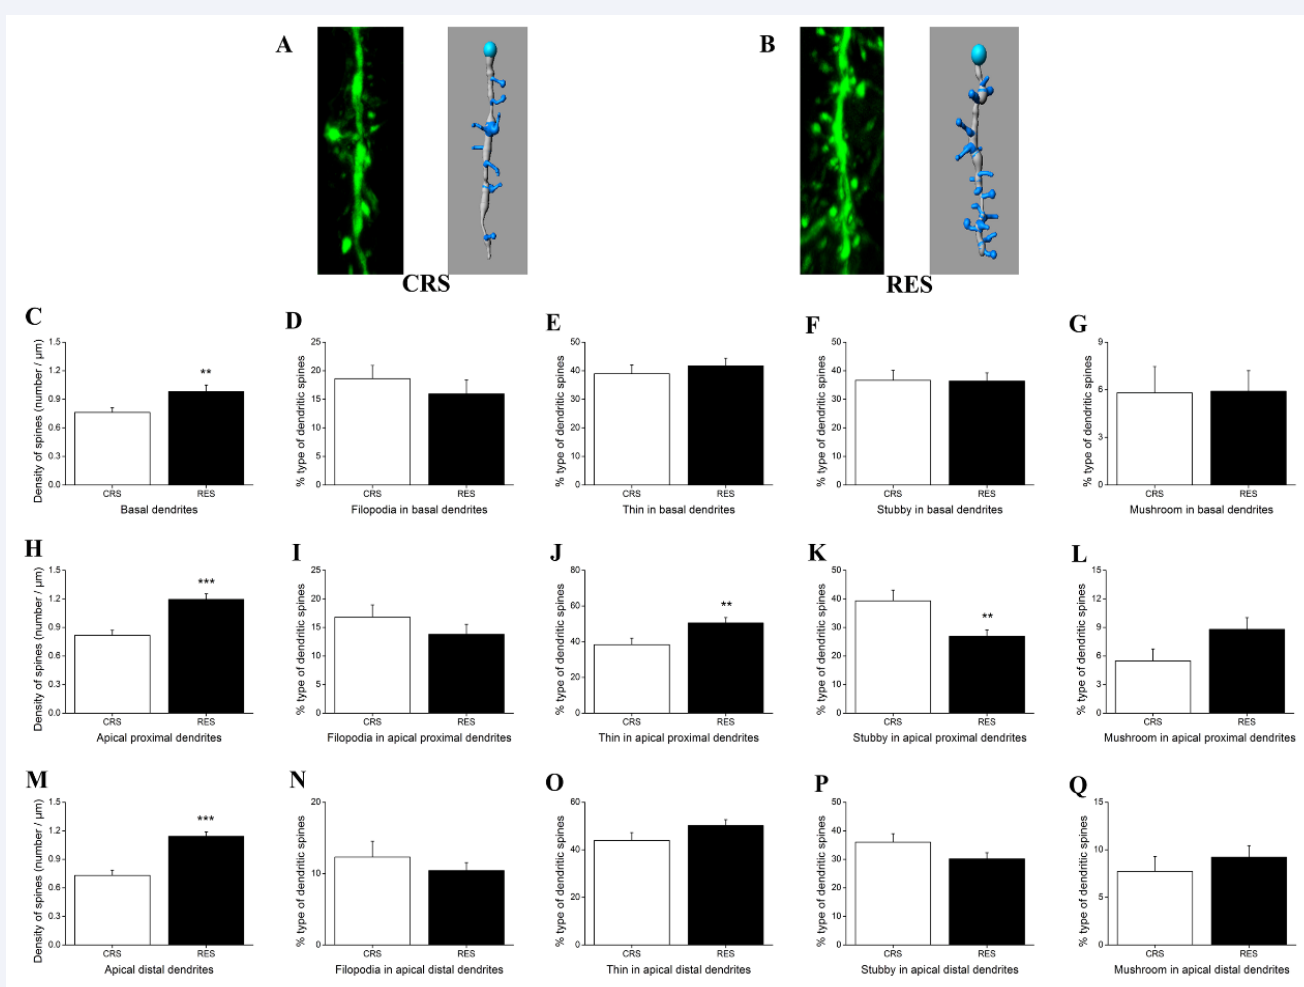 A
B
CRS
RES
C
D
E
F
G
Density of spines (number / μm)
1.5
1.2
0.9
0.6
0.3
0.0
**
CRS
RES
Basal dendrites
% type of dendritic spines
25
20
15
10
5
0
CRS
RES
Filopodia in basal dendrites
% type of dendritic spines
50
40
30
20
10
0
CRS
RES
Thin in basal dendrites
% type of dendritic spines
50
40
30
20
10
0
CRS
RES
Stubby in basal dendrites
% type of dendritic spines
9
6
3
0
CRS
RES
Mushroom in basal dendrites
H
I
J
K
L
Density of spines (number / μm)
1.5
1.2
0.9
0.6
0.3
0.0
***
CRS
RES
Apical proximal dendrites
% type of dendritic spines
25
20
15
10
5
0
CRS
RES
Filopodia in apical proximal dendrites
% type of dendritic spines
80
60
40
20
0
**
CRS
RES
Thin in apical proximal dendrites
% type of dendritic spines
50
40
30
20
10
0
**
CRS
RES
Stubby in apical proximal dendrites
% type of dendritic spines
15
12
9
6
3
0
CRS
RES
Mushroom in apical proximal dendrites
M
N
O
P
Q
Density of spines (number / μm)
1.5
1.2
0.9
0.6
0.3
0.0
***
CRS
RES
Apical distal dendrites
% type of dendritic spines
20
10
0
CRS
RES
Filopodia in apical distal dendrites
% type of dendritic spines
60
40
20
0
CRS
RES
Thin in apical distal dendrites
% type of dendritic spines
50
40
30
20
10
0
CRS
RES
Stubby in apical distal dendrites
% type of dendritic spines
15
10
5
0
CRS
RES
Mushroom in apical distal dendrites